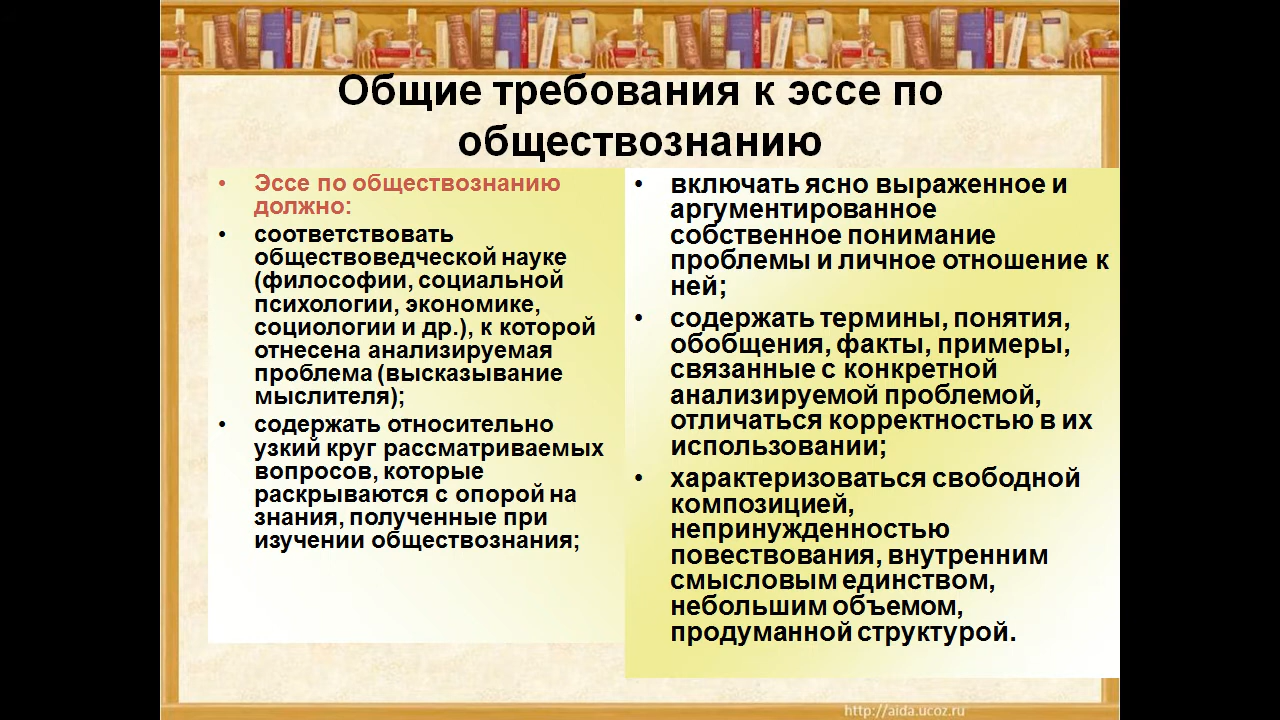 Общие требования к эссе по
обществознанию
• Эссе по обществознанию
должно:
• соответствовать
обществоведческой науке
(философии, социальной
психологии, экономике,
социологии и др.), к которой
отнесена анализируемая
проблема (высказывание
мыслителя);
• содержать относительно
узкий круг рассматриваемых
вопросов, которые
раскрываются с опорой на
знания, полученные при
изучении обществознания;
• включать ясно выраженное и
аргументированное
собственное понимание
проблемы и личное отношение к
ней;
• содержать термины, понятия,
обобщения, факты, примеры,
связанные с конкретной
анализируемой проблемой,
отличаться корректностью в их
использовании;
• характеризоваться свободной
композицией,
непринужденностью
повествования, внутренним
смысловым единством,
небольшим объемом,
продуманной структурой.
http://aida.ucoz.ru